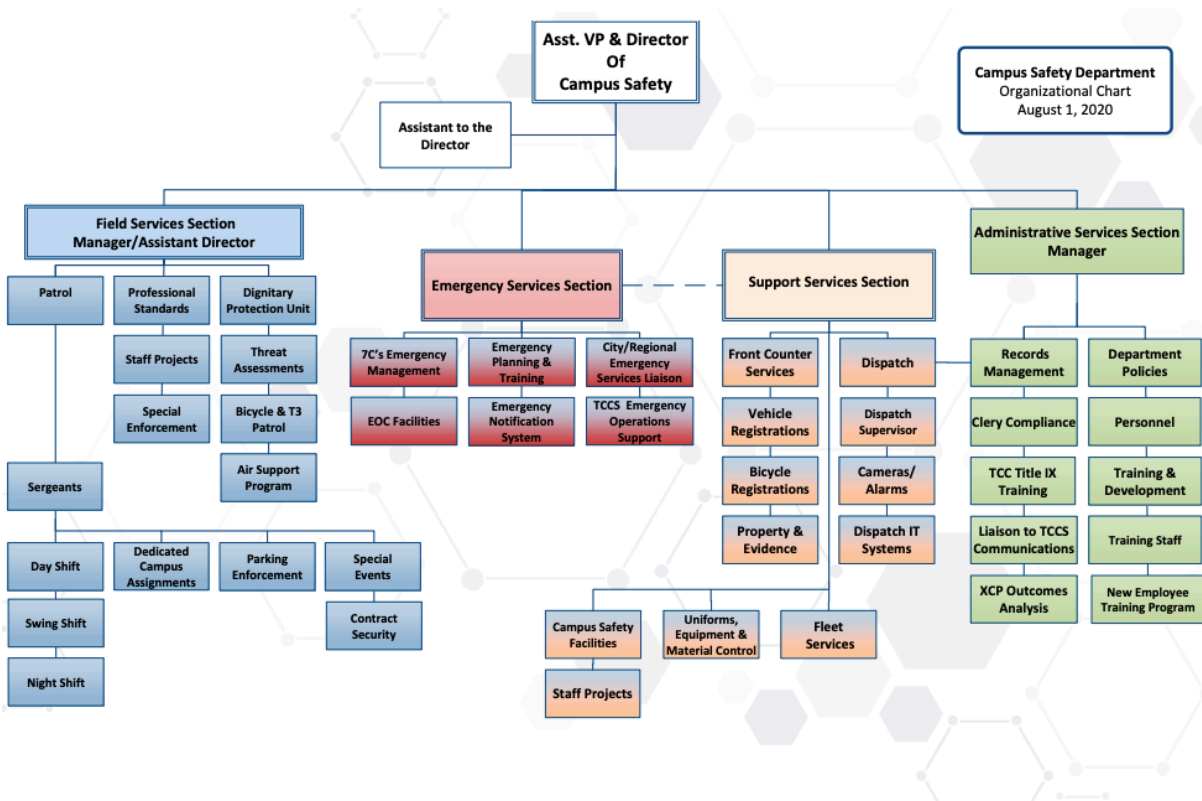 Asst. VP & Director
Of
Campus Safety
Campus Safety Department
Organizational Chart
August 1, 2020
Assistant to the
Director
Field Services Section
Manager/Assistant Director
Emergency Services Section
Support Services Section
Administrative Services Section
Manager
Patrol
Professional
Standards
Dignitary
Protection Unit
Staff Projects
Threat
Assessments
Special
Enforcement
Bicycle & T3
Patrol
Air Support
Program
Sergeants
Day Shift
Dedicated
Campus
Assignments
Parking
Enforcement
Special
Events
Swing Shift
Contract
Security
Night Shift
7C's Emergency
Management
Emergency
Planning &
Training
City/Regional
Emergency
Services Liaison
EOC Facilities
Emergency
Notification
System
TCCS  Emergency
Operations
Support
Front Counter
Services
Dispatch
Vehicle
Registrations
Dispatch
Supervisor
Bicycle
Registrations
Cameras/
Alarms
Property &
Evidence
Dispatch IT
Systems
Campus Safety
Facilities
Uniforms,
Equipment &
Material Control
Fleet
Services
Staff Projects
Records
Management
Department
Policies
Clery Compliance
Personnel
TCC Title IX
Training
Training &
Development
Liaison to TCCS
Communications
Training Staff
XCP Outcomes
Analysis
New Employee
Training Program